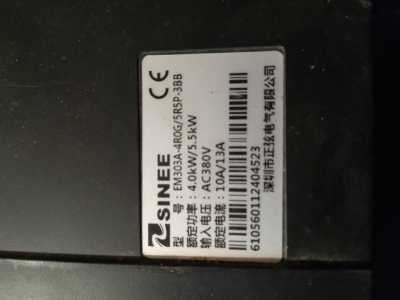 SINEE
CE
型 号：EM303A-4R0G/5R5P-3BB
额定功率：4.0kW/5.5kW
输入电压：AC380V
额定电流：10A/13A
6105601112404523
深圳市正弦电气有限公司